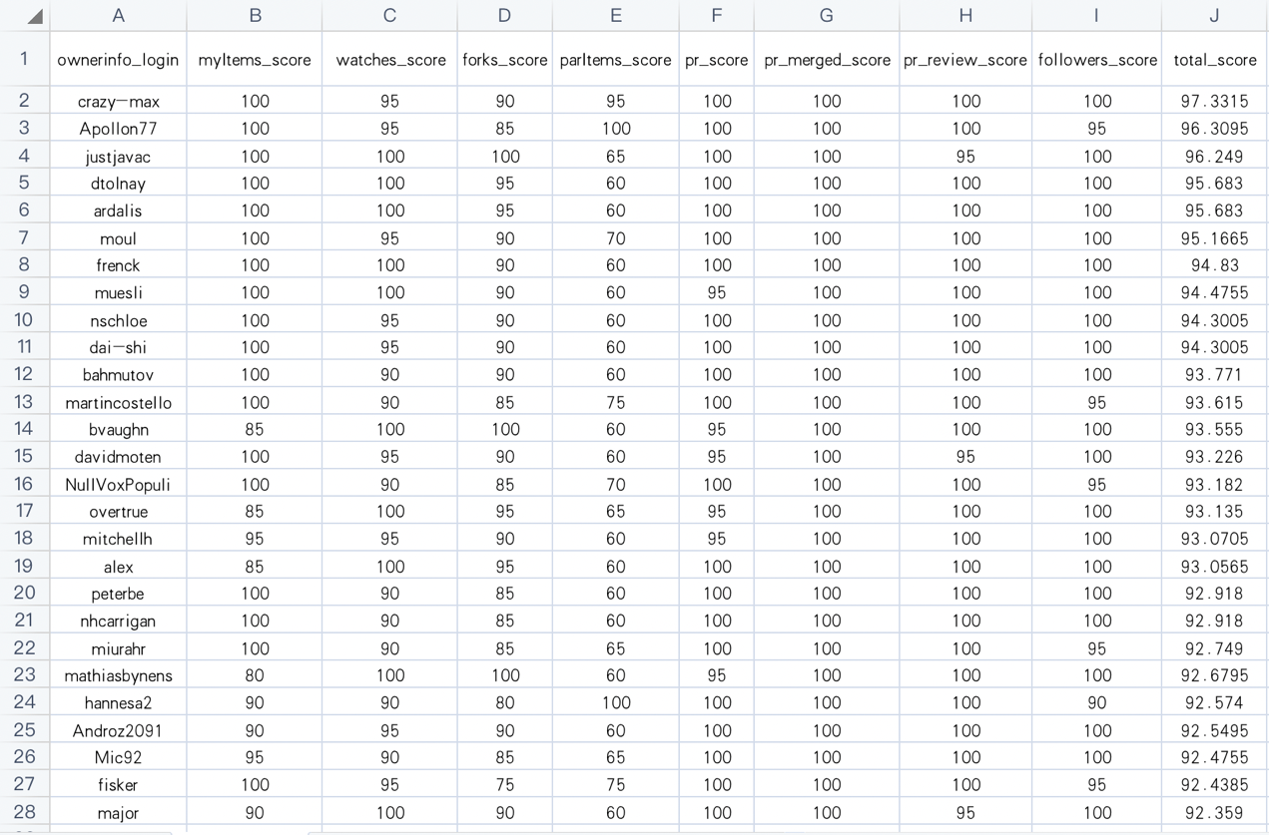 A B C D E F G H I J
1 ownerinfo_login myItems_score watches_score forks_score parItems_score pr_score pr_merged_score pr_review_score followers_score total_score
2 crazy-max 100 95 90 95 100 100 100 100 97.3315
3 Apollon77 100 95 85 100 100 100 100 95 96.3095
4 justjavac 100 100 100 65 100 100 95 100 96.249
5 dtolnay 100 100 95 60 100 100 100 100 95.683
6 ardalis 100 100 95 60 100 100 100 100 95.683
7 moul 100 95 90 70 100 100 100 100 95.1665
8 frenck 100 100 90 60 100 100 100 100 94.83
9 muesli 100 100 90 60 95 100 100 100 94.4755
10 nschloe 100 95 90 60 100 100 100 100 94.3005
11 dai-shi 100 95 90 60 100 100 100 100 94.3005
12 bahmutov 100 90 90 60 100 100 100 100 93.771
13 martincostello 100 90 85 75 100 100 100 95 93.615
14 bvaughn 85 100 100 60 95 100 100 100 93.555
15 davidmoten 100 95 90 60 95 100 95 100 93.226
16 NullVoxPopuli 100 90 85 70 100 100 100 95 93.182
17 overtrue 85 100 95 65 95 100 100 100 93.135
18 mitchellh 95 95 90 60 95 100 100 100 93.0705
19 alex 85 100 95 60 100 100 100 100 93.0565
20 peterbe 100 90 85 60 100 100 100 100 92.918
21 nhcarrigan 100 90 85 60 100 100 100 100 92.918
22 miurahr 100 90 85 65 100 100 100 95 92.749
23 mathiasbynens 80 100 100 60 95 100 100 100 92.6795
24 hannesa2 90 90 80 100 100 100 100 90 92.574
25 Androz2091 90 95 90 60 100 100 100 100 92.5495
26 Mic92 95 90 85 65 100 100 100 100 92.4755
27 fisker 100 95 75 75 100 100 100 95 92.4385
28 major 90 100 90 60 100 100 95 100 92.359